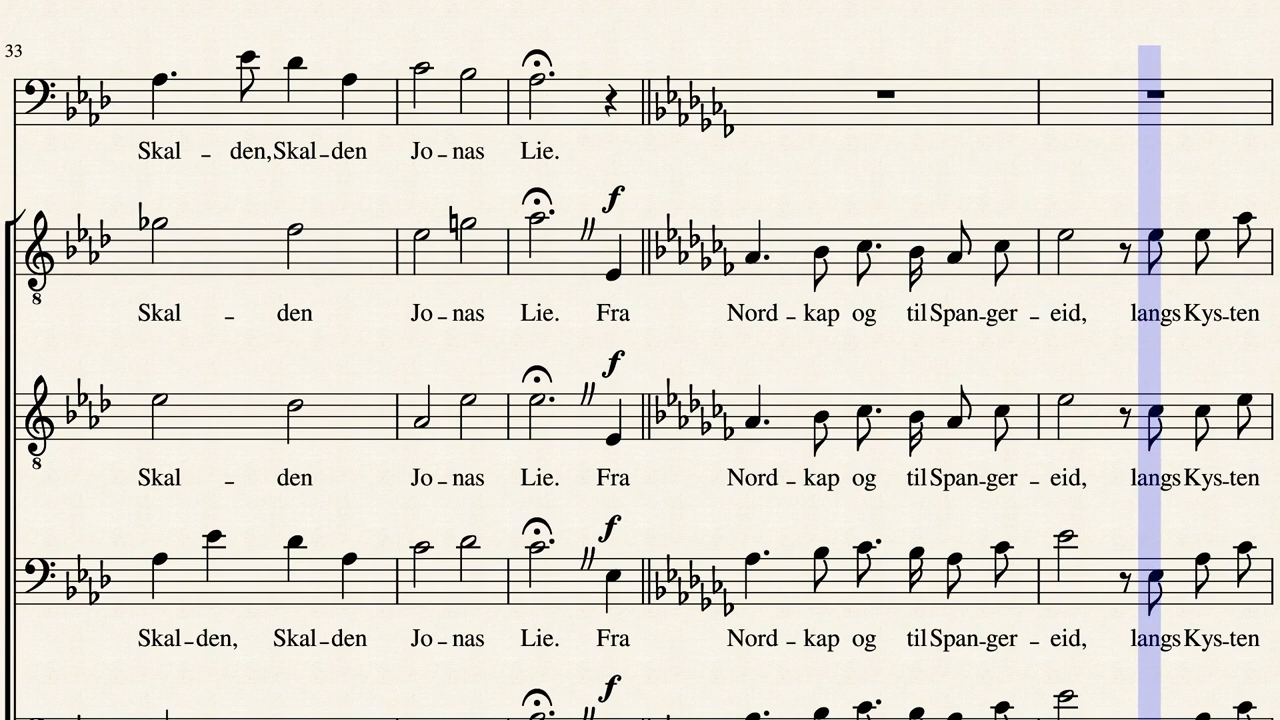 33
Skal - den, Skal - den Jo - nas Lie.
f
Skal - den Jo - nas Lie. Fra Nord - kap og til Span - ger - eid, langs Kys - ten
8
f
Skal - den Jo - nas Lie. Fra Nord - kap og til Span - ger - eid, langs Kys - ten
8
f
Skal - den, Skal - den Jo - nas Lie. Fra Nord - kap og til Span - ger - eid, langs Kys - ten
f